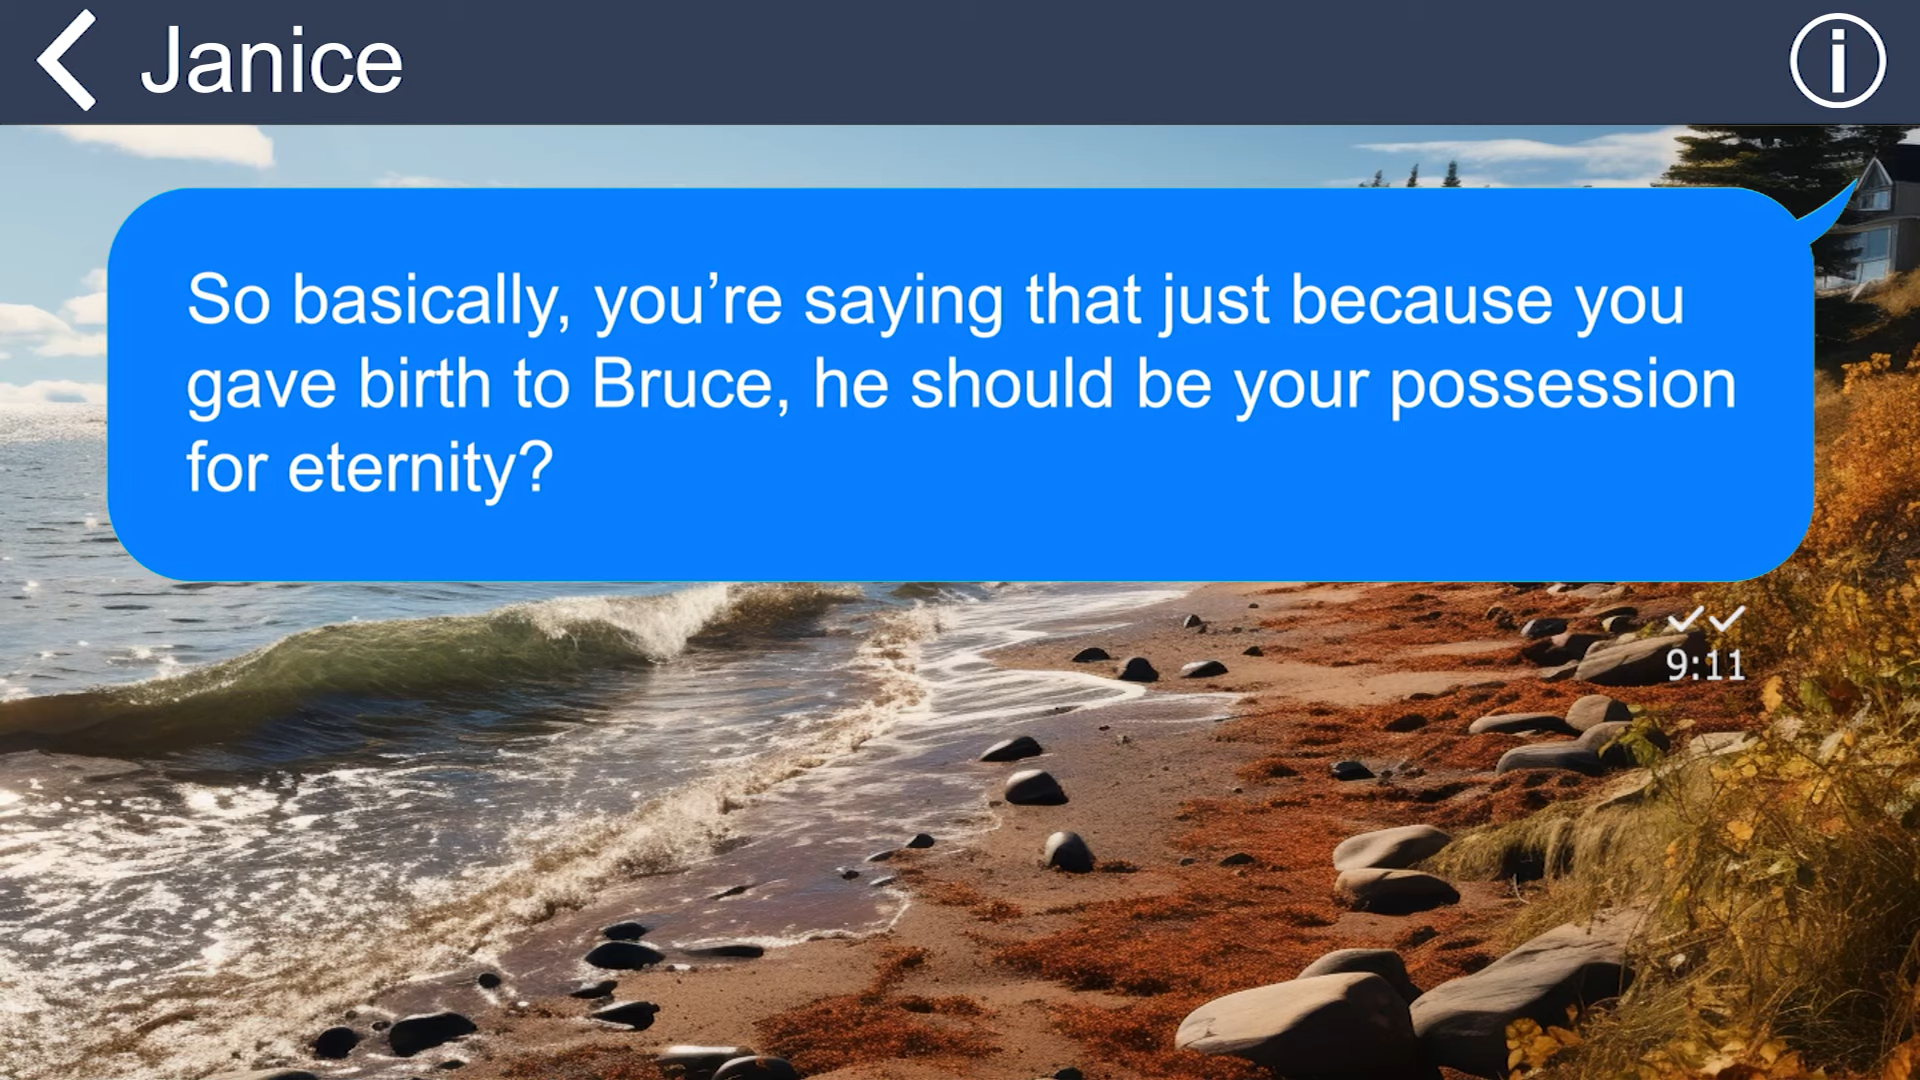 Janice
So basically, you’re saying that just because you
gave birth to Bruce, he should be your possession
for eternity?
9:11